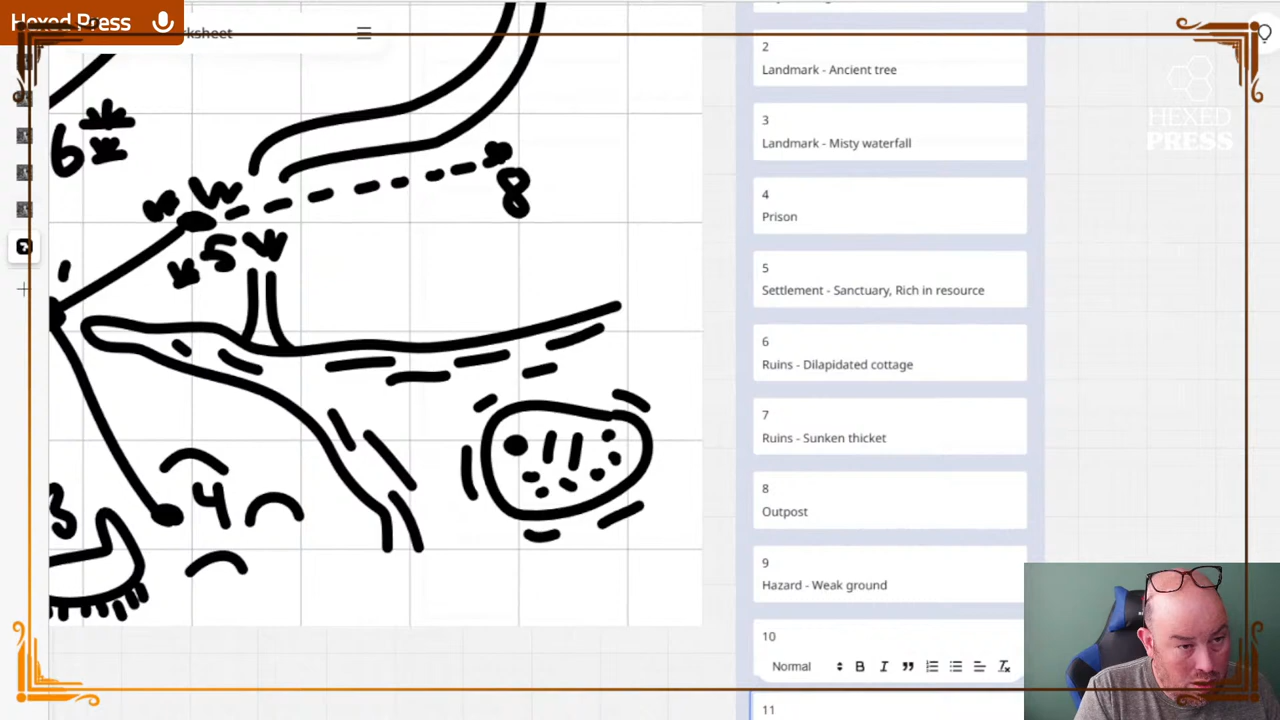 Hexed Press
ksheet
2
Landmark - Ancient tree
3
Landmark - Misty waterfall
4
Prison
5
Settlement - Sanctuary, Rich in resource
6
Ruins - Dilapidated cottage
7
Ruins - Sunken thicket
8
Outpost
9
Hazard - Weak ground
10
Normal
11
HEXED
PRESS
6
8
5
1
4
3